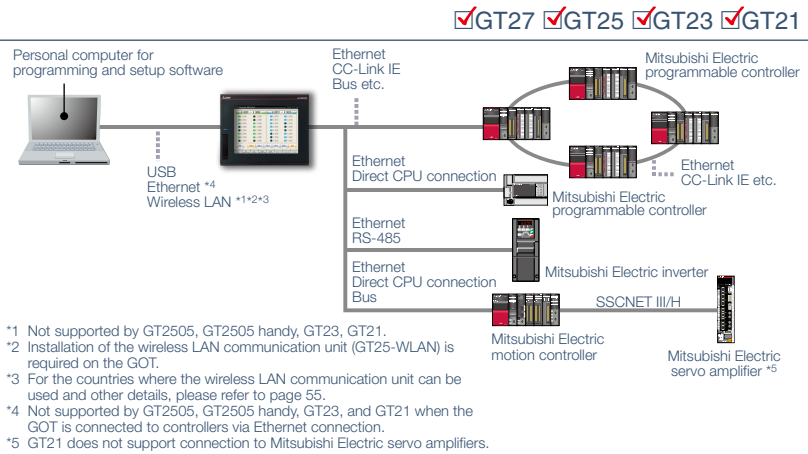 GT27 GT25 GT23 GT21
Personal computer for
programming and setup software
Ethernet
CC-Link IE
Bus etc.
Mitsubishi Electric
programmable controller
USB
Ethernet *4
Wireless LAN *1*2*3
Ethernet
Direct CPU connection
Ethernet
CC-Link IE etc.
Mitsubishi Electric
programmable controller
Ethernet
RS-485
Mitsubishi Electric inverter
Ethernet
Direct CPU connection
Bus
SSCNET III/H
Mitsubishi Electric
motion controller
Mitsubishi Electric
servo amplifier *5
*1 Not supported by GT2505, GT2505 handy, GT23, GT21.
*2 Installation of the wireless LAN communication unit (GT25-WLAN) is
required on the GOT.
*3 For the countries where the wireless LAN communication unit can be
used and other details, please refer to page 55.
*4 Not supported by GT2505, GT2505 handy, GT23, and GT21 when the
GOT is connected to controllers via Ethernet connection.
*5 GT21 does not support connection to Mitsubishi Electric servo amplifiers.